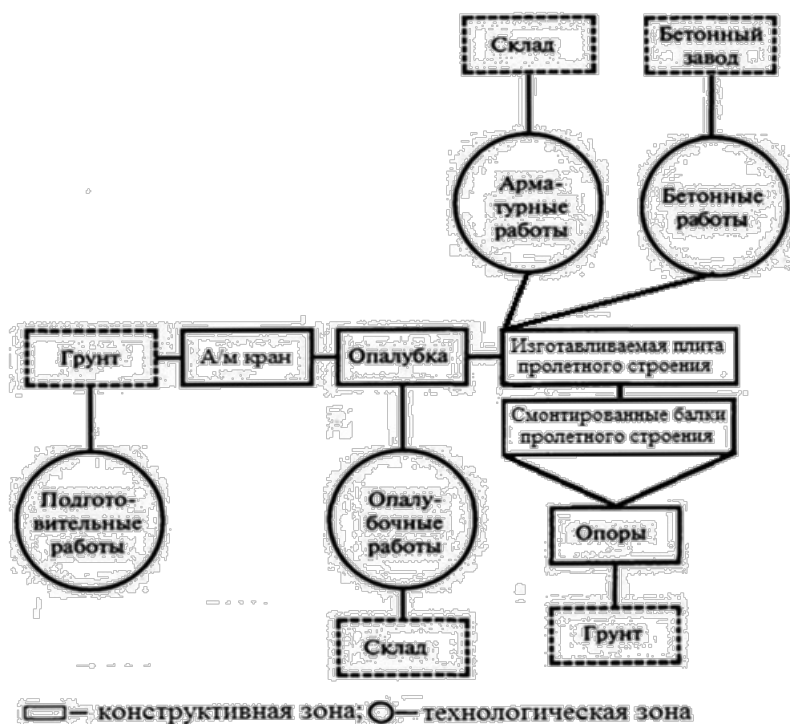 Склад
Бетонный
завод
Арма-
турные
работы
Бетонные
работы
Грунт
А/м кран
Опалубка
Изготавливаемая плита
пролетного строения
Смонтированные балки
пролетного строения
Подгото-
вительные
работы
Опалу-
бочные
работы
Опоры
Склад
Грунт
– конструктивная зона; – технологическая зона